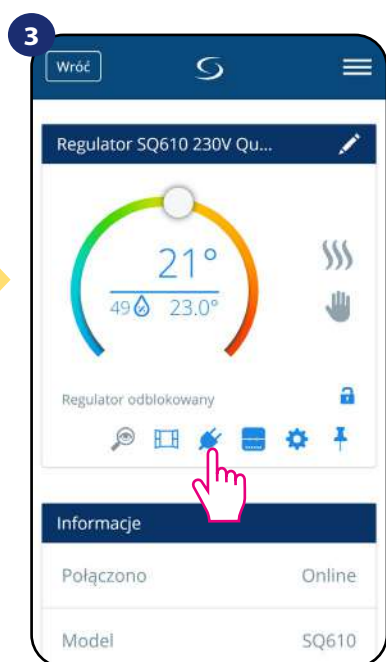 3
Wróć
Regulator SQ610 230V Qu...
21°
49 23.0°
Regulator odblokowany
Informacje
Połączono Online
Model SQ610